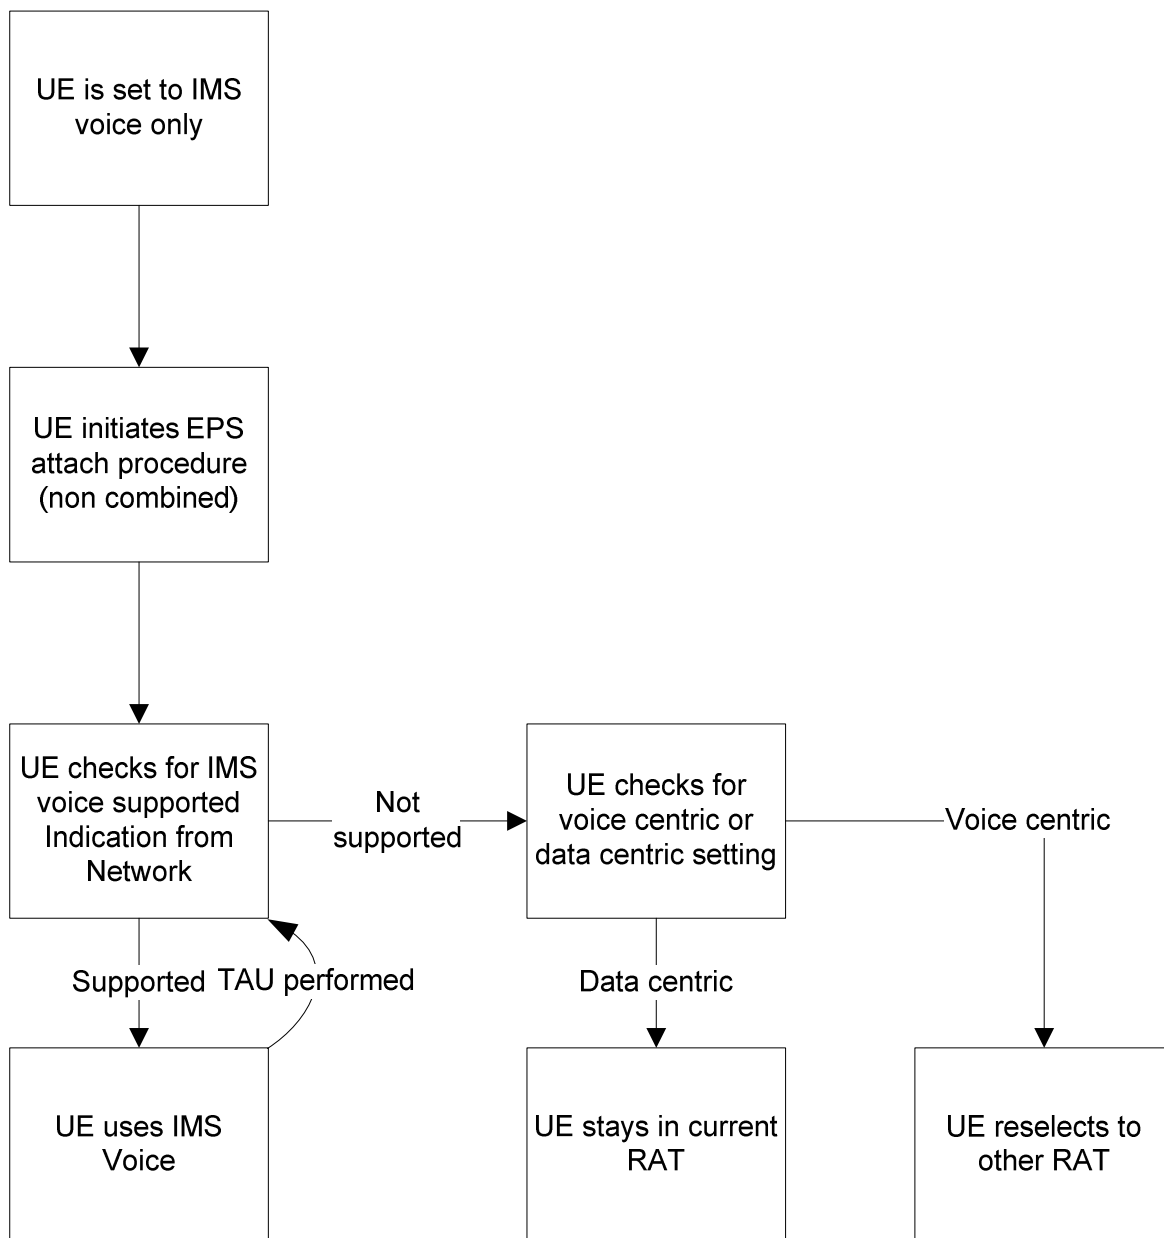 UE is set to IMS
voice only
UE initiates EPS
attach procedure
(non combined)
UE checks for IMS
voice supported
Indication from
Network
Not
supported
UE checks for
voice centric or
data centric setting
Voice centric
Supported
TAU performed
Data centric
UE uses IMS
Voice
UE stays in current
RAT
UE reselects to
other RAT